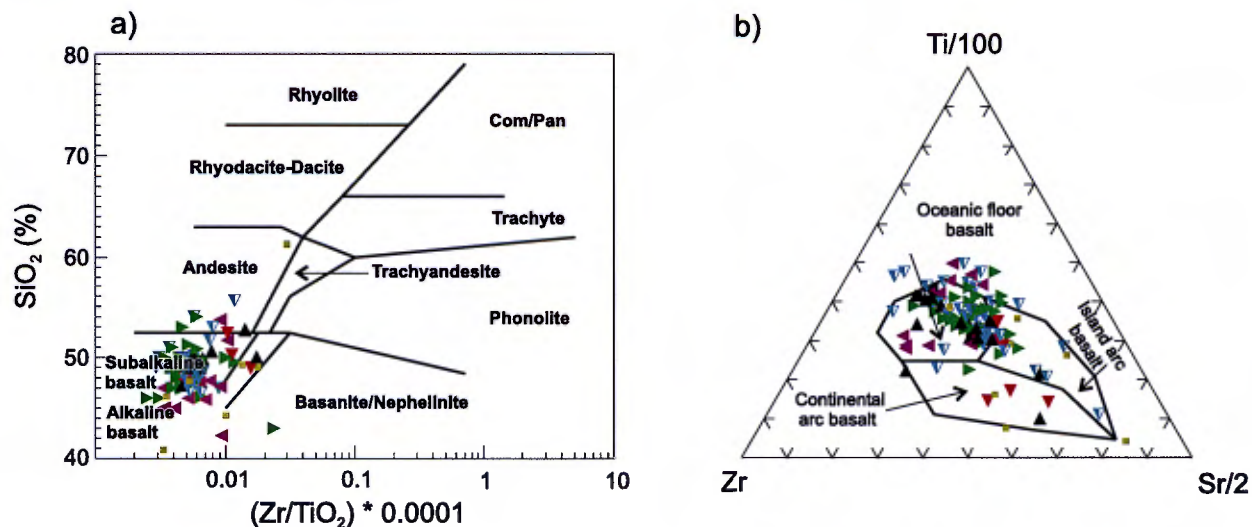 a)
80
70
60
50
40
SiO₂ (%)
Rhyolite
Com/Pan
Rhyodacite-Dacite
Trachyte
Andesite
Trachyandesite
Phonolite
Subalkaline
basalt
Alkaline
basalt
Basanite/Nephelinite
0.01
0.1
1
10
(Zr/TiO₂) * 0.0001
b)
Ti/100
Oceanic floor
basalt
Island arc
basalt
Continental
arc basalt
Zr
Sr/2